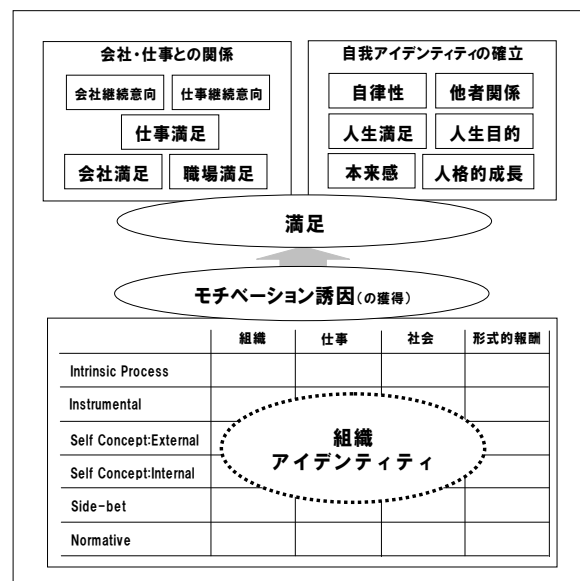 会社・仕事との関係
会社継続意向
仕事継続意向
仕事満足
会社満足
職場満足
自我アイデンティティの確立
自律性
他者関係
人生満足
人生目的
本来感
人格的成長
満足
モチベーション誘因(の獲得)
組織
仕事
社会
形式的報酬
Intrinsic Process
Instrumental
Self Concept:External
Self Concept:Internal
Side-bet
Normative
組織
アイデンティティ